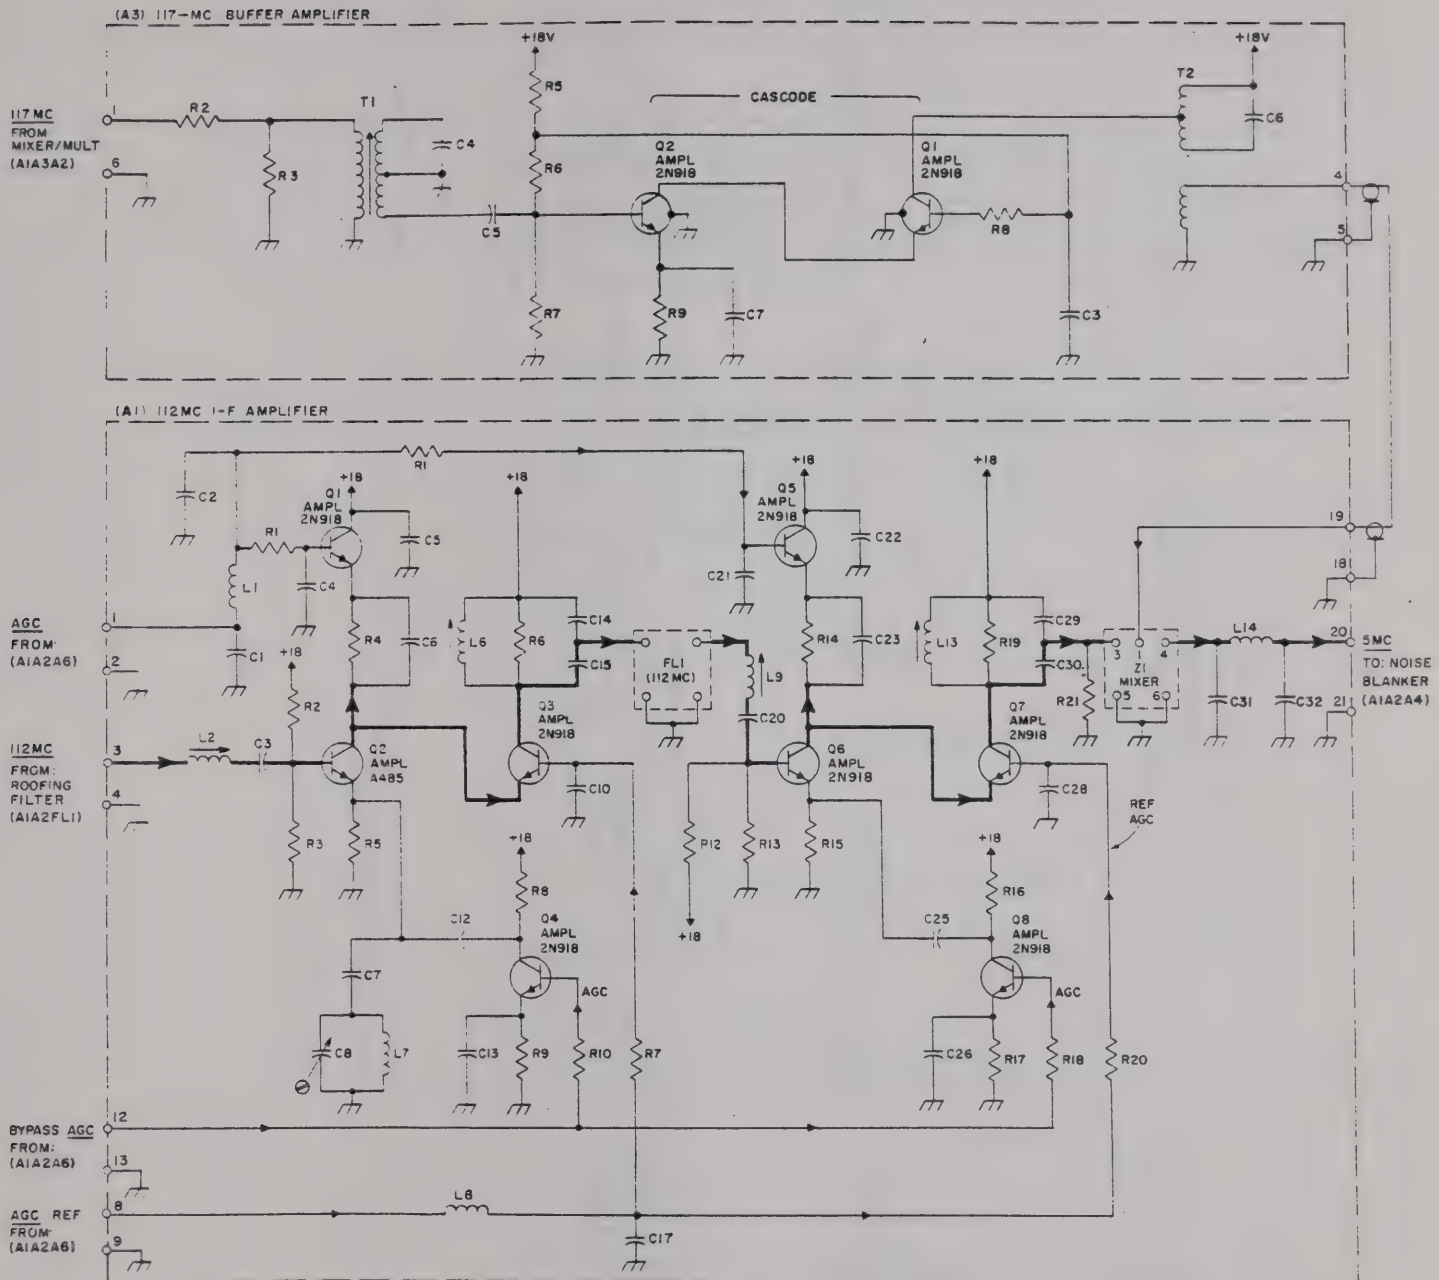 (A3) 117-MC BUFFER AMPLIFIER
+18V
+18V
R5
T2
CASCODE
117MC
1
R2
T1
FROM
MIXER/MULT
(A1A3A2)
C4
Q2
AMPL
2N918
Q1
AMPL
2N918
C6
6
R3
R6
4
C5
R8
5
R7
R9
C7
C3
(A1) 112MC I-F AMPLIFIER
R1
+18
+18
+18
+18
C2
Q1
AMPL
2N918
Q5
AMPL
2N918
19
R1
C5
C22
C4
C21
18
L1
C14
C29
AGC
FROM:
(A1A2A6)
1
R4
C6
L6
R6
R14
C23
L13
R19
L14
20
5MC
TO: NOISE
BLANKER
(A1A2A4)
C1
C15
FL1
(112MC)
L9
C30
3
1
4
Z1
MIXER
2
+18
R2
R21
5
6
C31
C32
21
C20
L2
C3
Q2
AMPL
A485
Q3
AMPL
2N918
Q6
AMPL
2N918
Q7
AMPL
2N918
112MC
3
FROM:
ROOFING
FILTER
(A1A2FL1)
C10
C28
4
REF
AGC
R3
R5
R12
R13
R15
+18
+18
R8
R16
C12
Q4
AMPL
2N918
+18
C25
Q8
AMPL
2N918
C7
AGC
AGC
C8
L7
C13
R9
R10
R7
C26
R17
R18
R20
BYPASS AGC
12
FROM:
(A1A2A6)
13
L8
AGC REF
8
FROM:
(A1A2A6)
9
C17